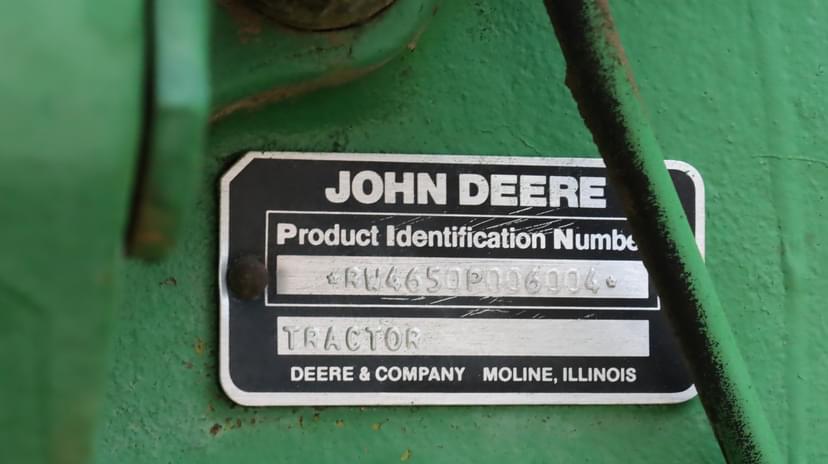 JOHN DEERE
Product Identification Numbe
*RW4650P006004*
TRACTOR
DEERE & COMPANY MOLINE, ILLINOIS